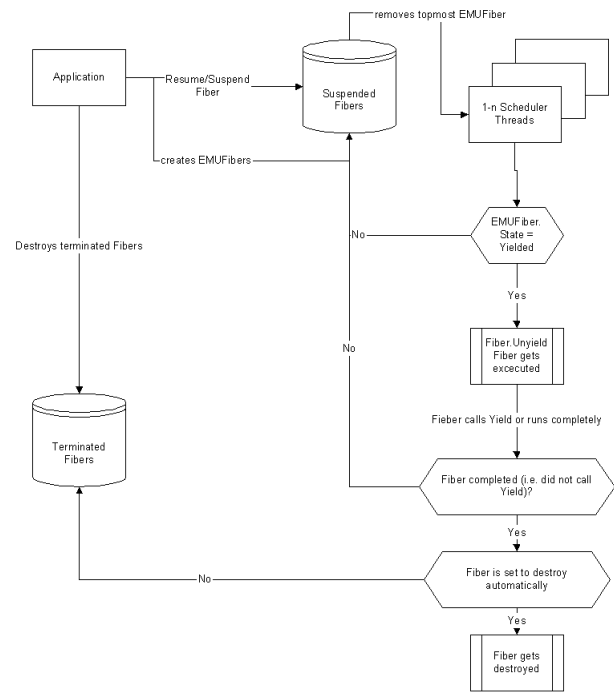 removes topmost EMUFiber
Application
Resume/Suspend
Fiber
Suspended
Fibers
1-n Scheduler
Threads
creates EMUFibers
EMUFiber.
State =
Yielded
No
Destroys terminated Fibers
Yes
Fiber.Unyield
Fiber gets
excecuted
No
Fieber calls Yield or runs completely
Terminated
Fibers
Fiber completed (i.e. did not call
Yield)?
Yes
Fiber is set to destroy
automatically
No
Yes
Fiber gets
destroyed